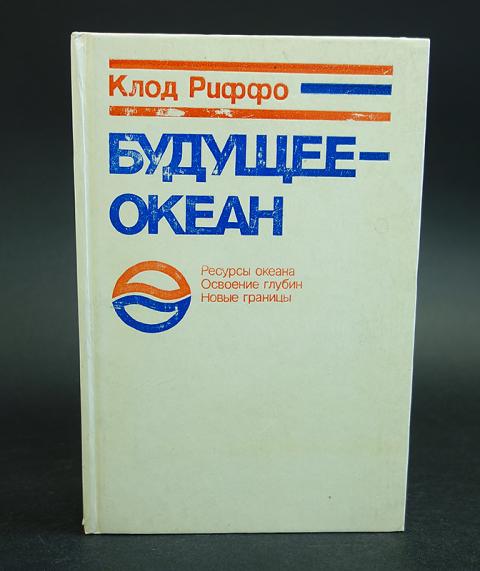 Клод Риффо
БУДУЩЕЕ–
ОКЕАН
Ресурсы океана
Освоение глубин
Новые границы